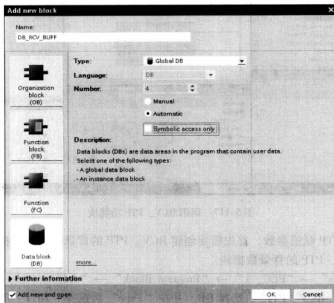 Add new block
Name:
DB_RCV_BUFF
Organization
block
(OB)
Function
block
(FB)
Function
(FC)
Data block
(DB)
Type:
Global DB
Language:
DB
Number:
4
Manual
Automatic
Symbolic access only
Description:
Data blocks (DBs) are data areas in the program that contain user data.
Select one of the following types:
- A global data block
- An instance data block
more...
Further information
Add new and open
OK
Cancel